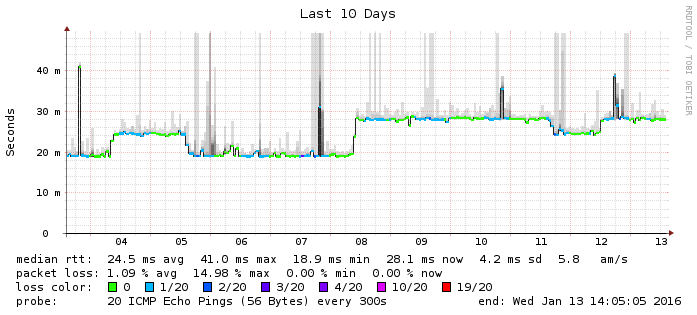 Last 10 Days
RRDTOOL / TOBI OETIKER
Seconds
40 m
30 m
20 m
10 m
0
04 05 06 07 08 09 10 11 12 13
median rtt: 24.5 ms avg 41.0 ms max 18.9 ms min 28.1 ms now 4.2 ms sd 5.8 am/s
packet loss: 1.09 % avg 14.98 % max 0.00 % min 0.00 % now
loss color: 0 1/20 2/20 3/20 4/20 10/20 19/20
probe: 20 ICMP Echo Pings (56 Bytes) every 300s end: Wed Jan 13 14:05:05 2016